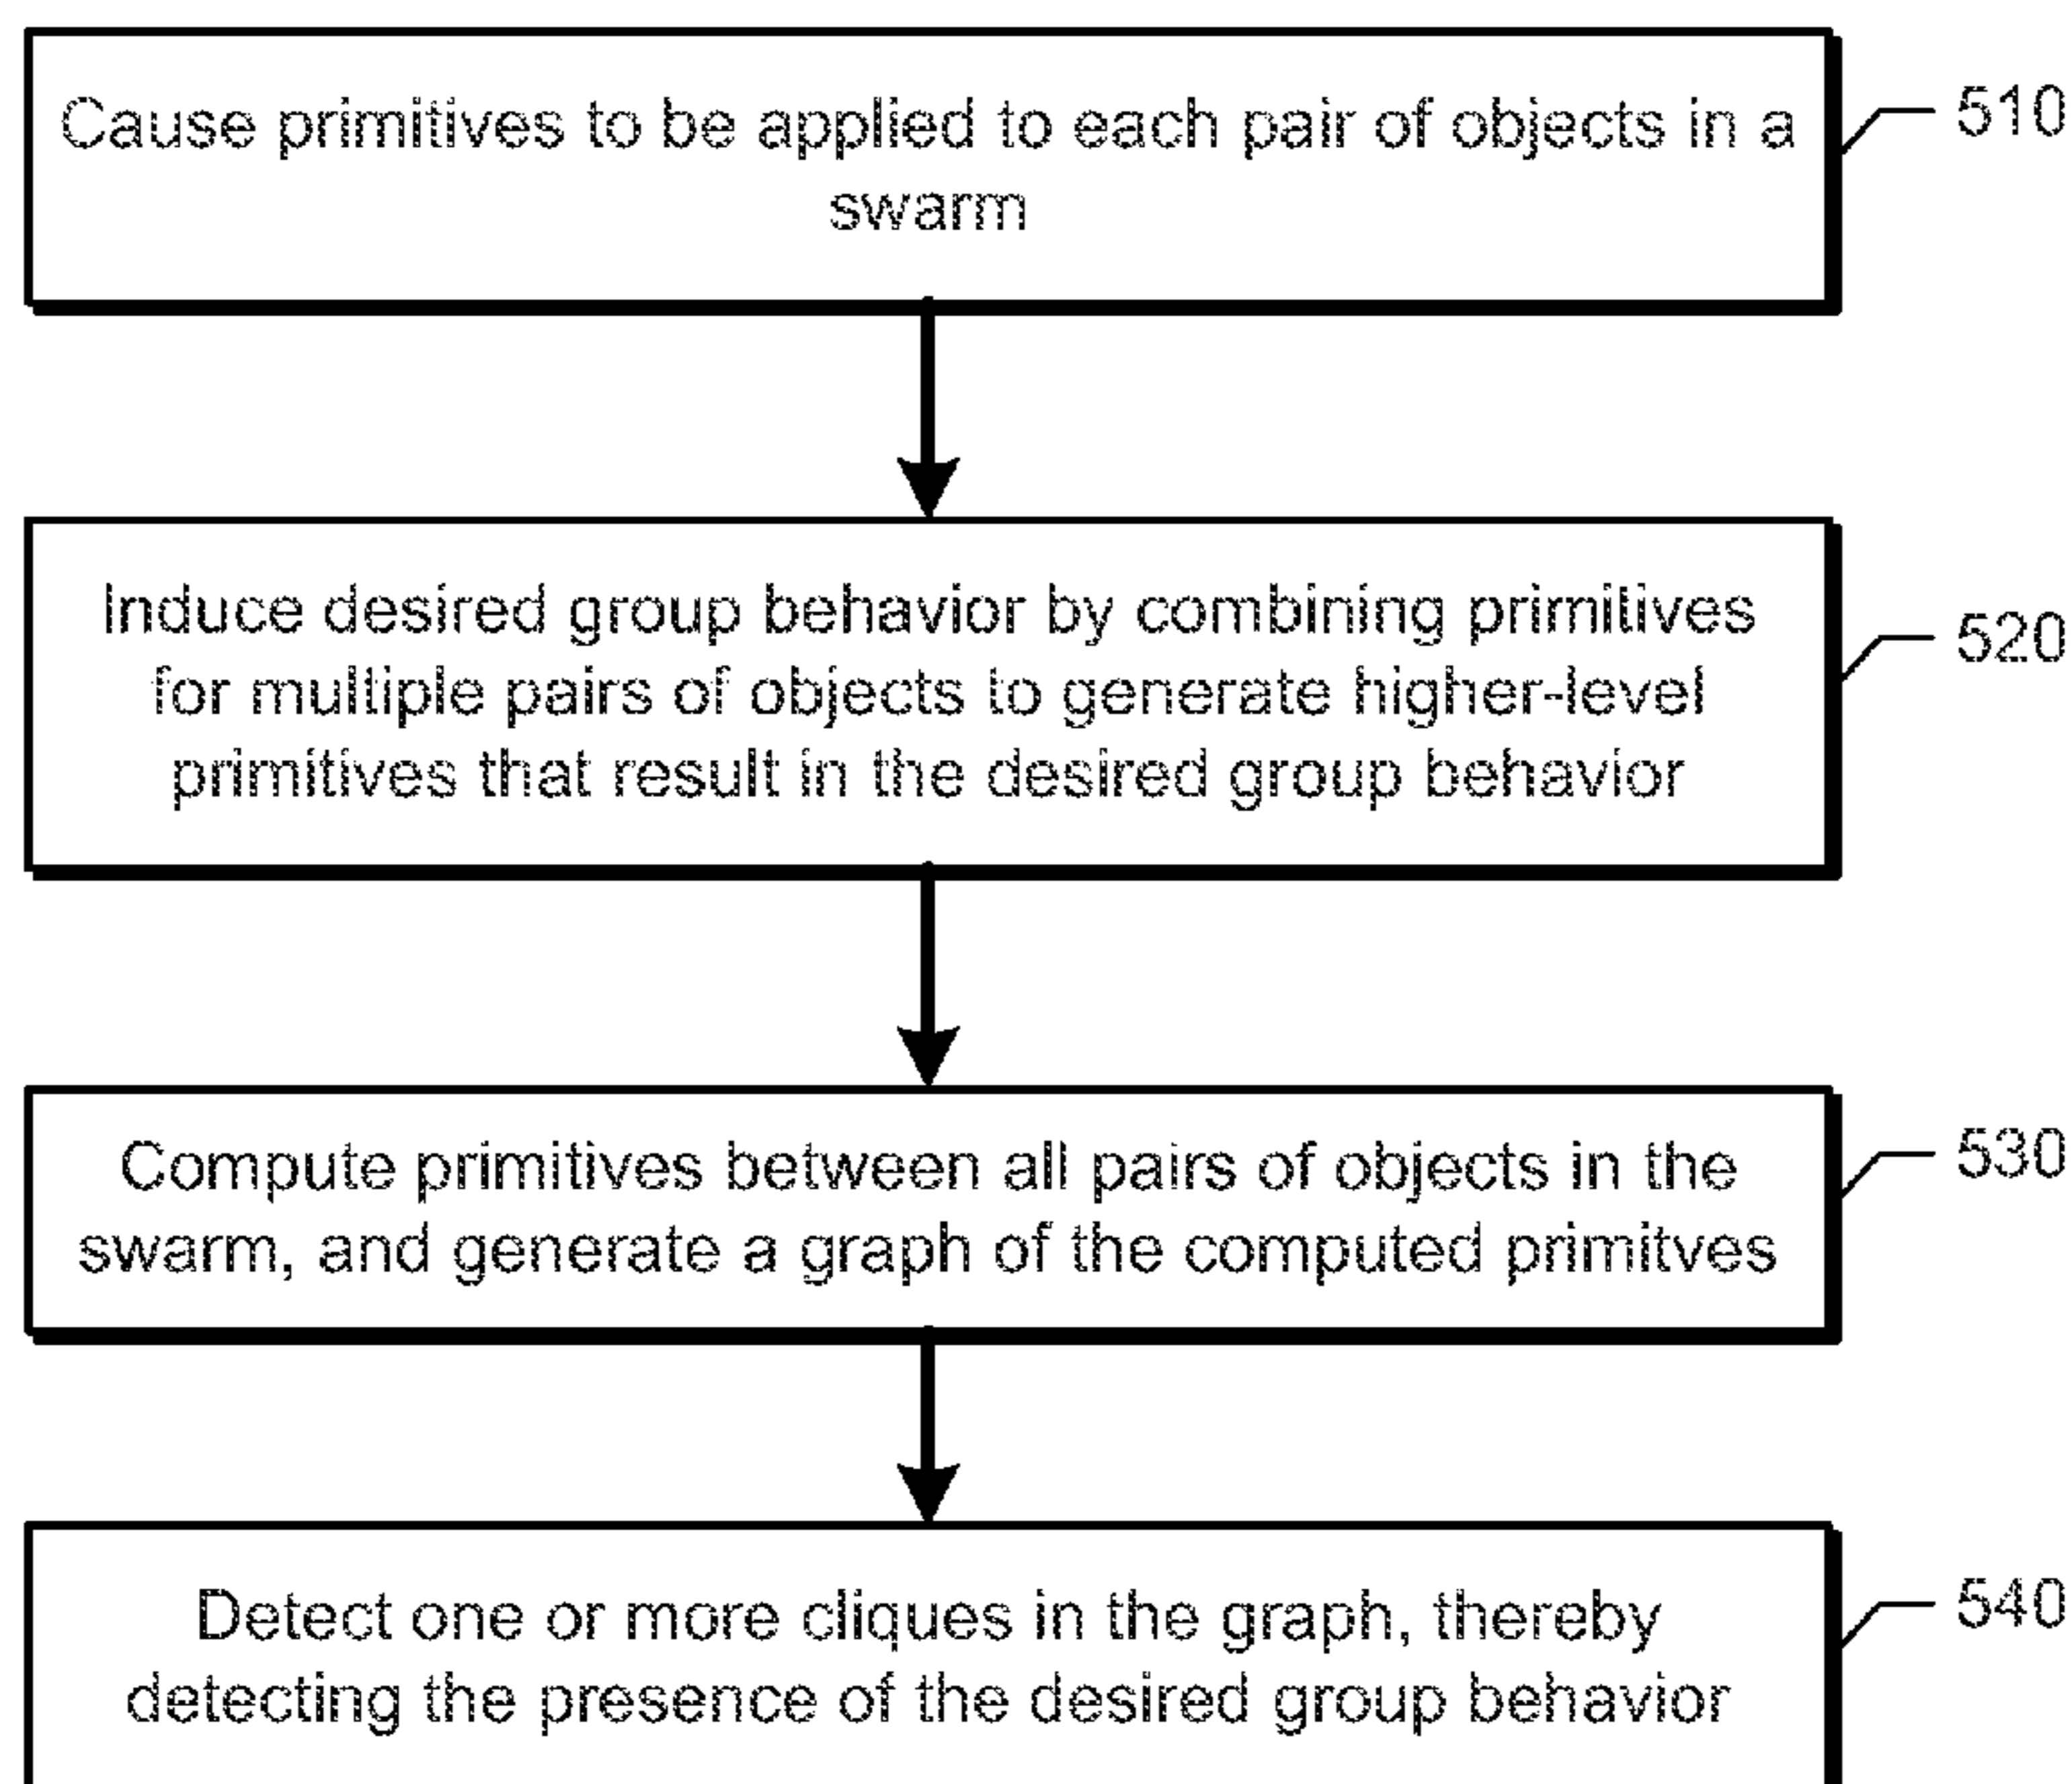 Cause primitives to be applied to each pair of objects in a
swarm
510
Induce desired group behavior by combining primitives
for multiple pairs of objects to generate higher-level
primitives that result in the desired group behavior
520
Compute primitives between all pairs of objects in the
swarm, and generate a graph of the computed primitves
530
Detect one or more cliques in the graph, thereby
detecting the presence of the desired group behavior
540